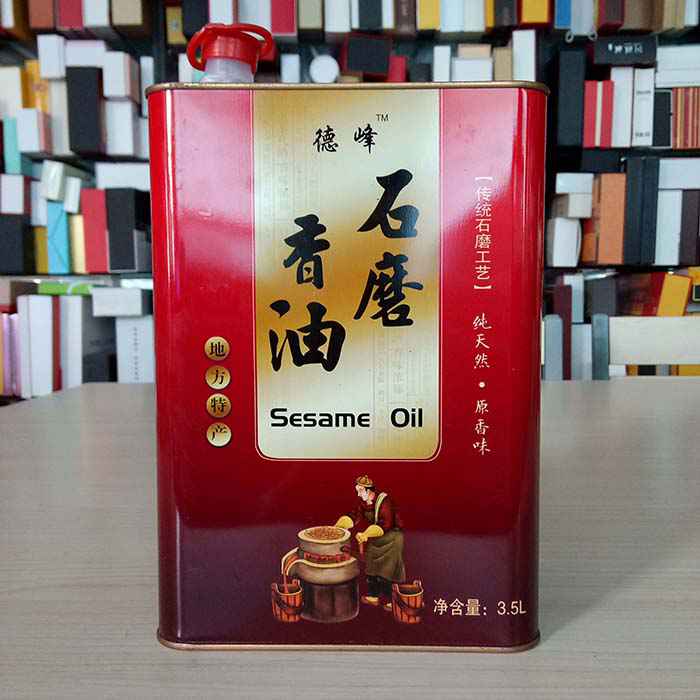 德峰™
石磨
香油
Sesame Oil
【传统石磨工艺】
纯天然·原香味
地方特产
净含量：3.5L